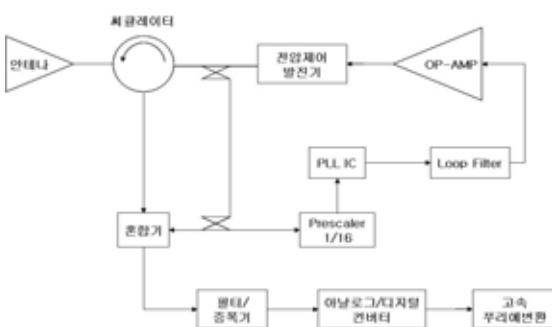 써큘레이터
안테나
전압제어
발진기
OP-AMP
PLL IC
Loop Filter
혼합기
Prescaler
1/16
필터/
증폭기
아날로그/디지털
컨버터
고속
푸리에변환